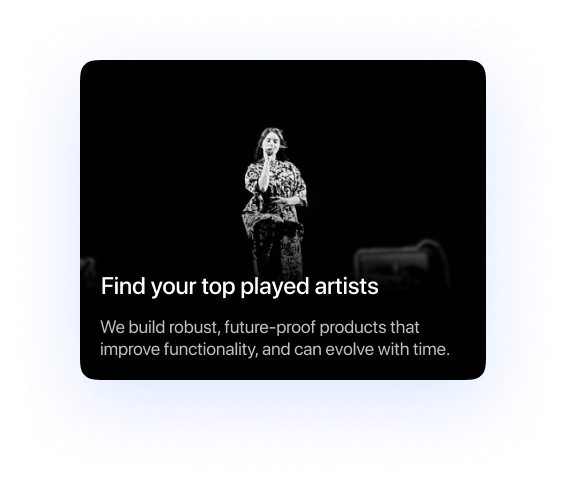 Find your top played artists
We build robust, future-proof products that
improve functionality, and can evolve with time.